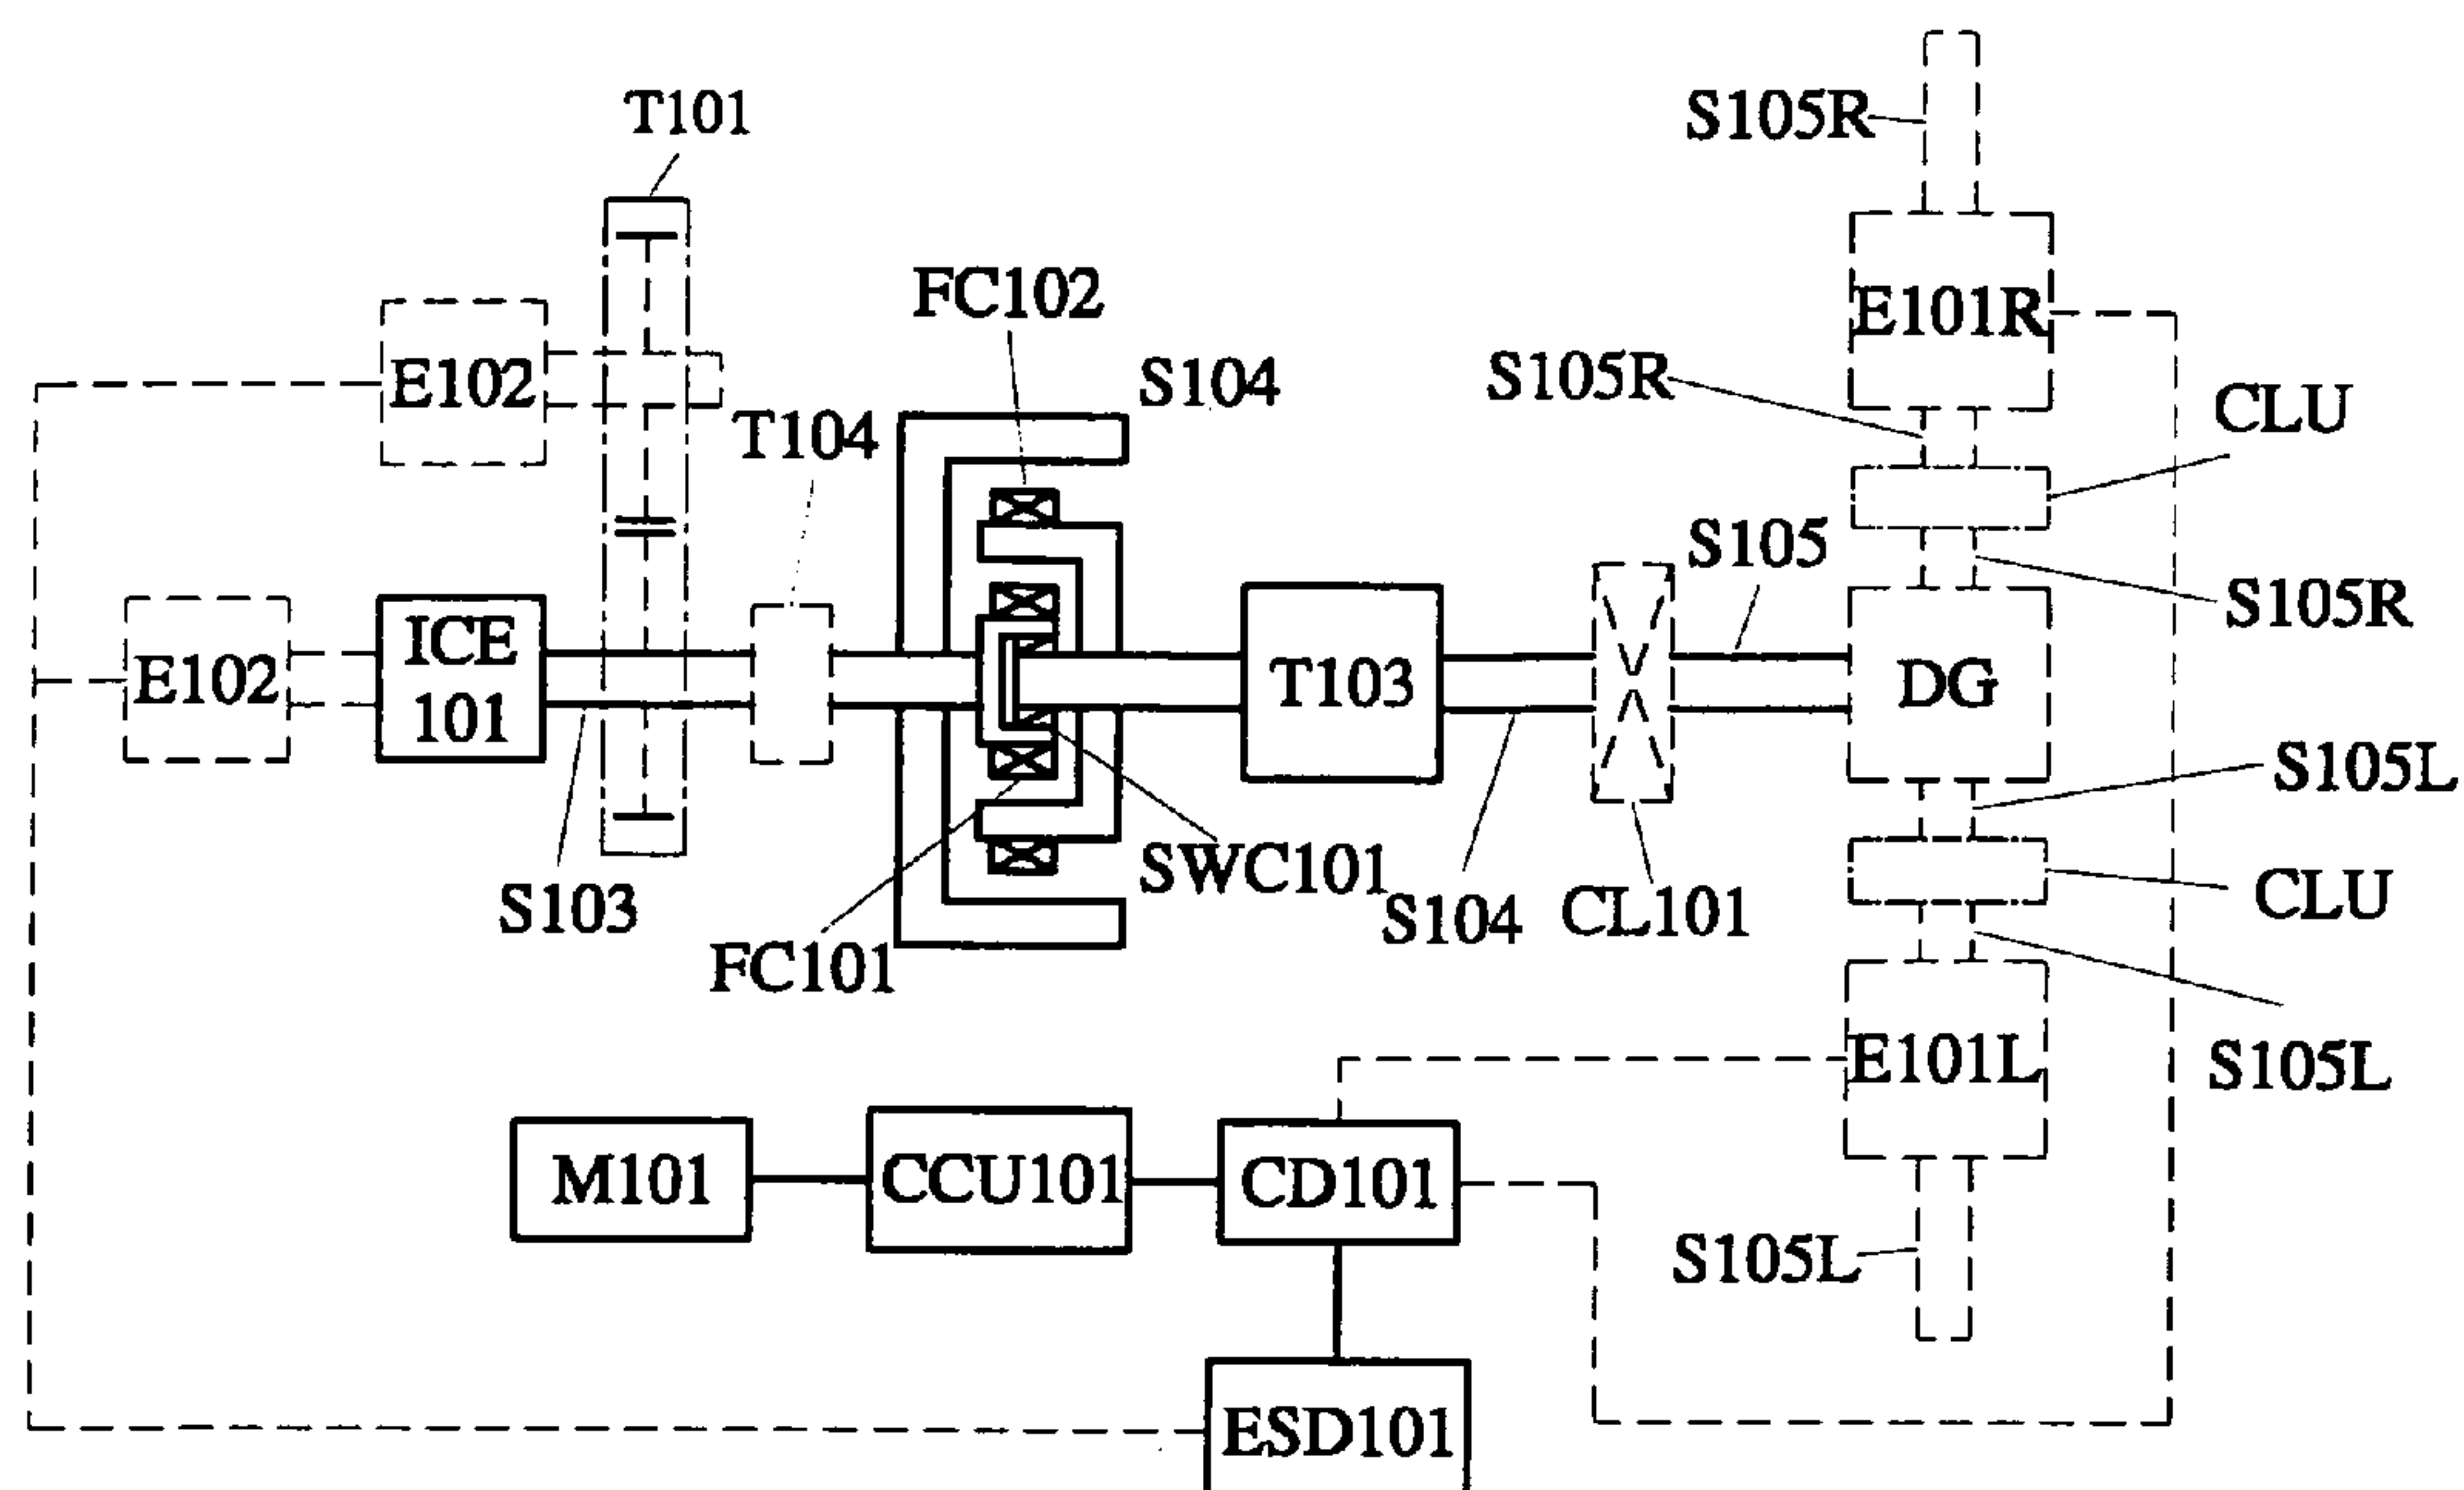 T101
S105R
FC102
E101R
E102
S104
S105R
CLU
T104
S105
S105R
ICE
101
E102
T103
DG
S105L
SWC101
S103
S104
CL101
CLU
FC101
E101L
S105L
M101
CCU101
CD101
S105L
ESD101